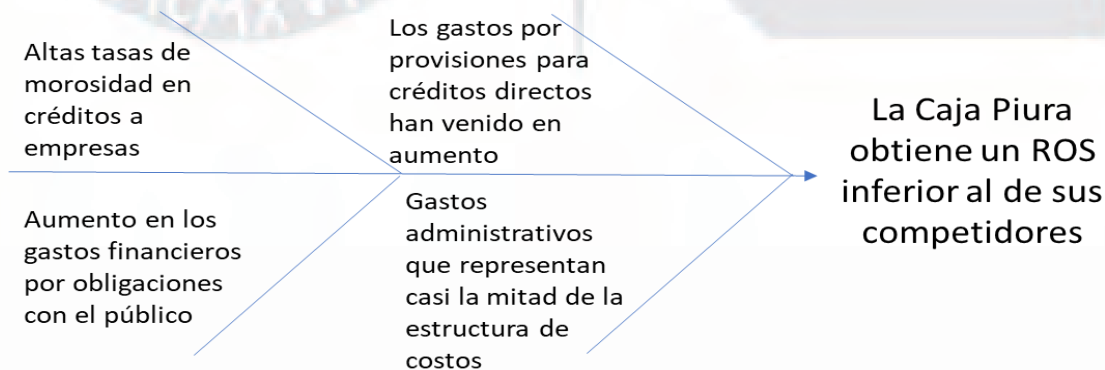 Altas tasas de
morosidad en
créditos a
empresas
Los gastos por
provisiones para
créditos directos
han venido en
aumento
Aumento en los
gastos financieros
por obligaciones
con el público
Gastos
administrativos
que representan
casi la mitad de la
estructura de
costos
La Caja Piura
obtiene un ROS
inferior al de sus
competidores